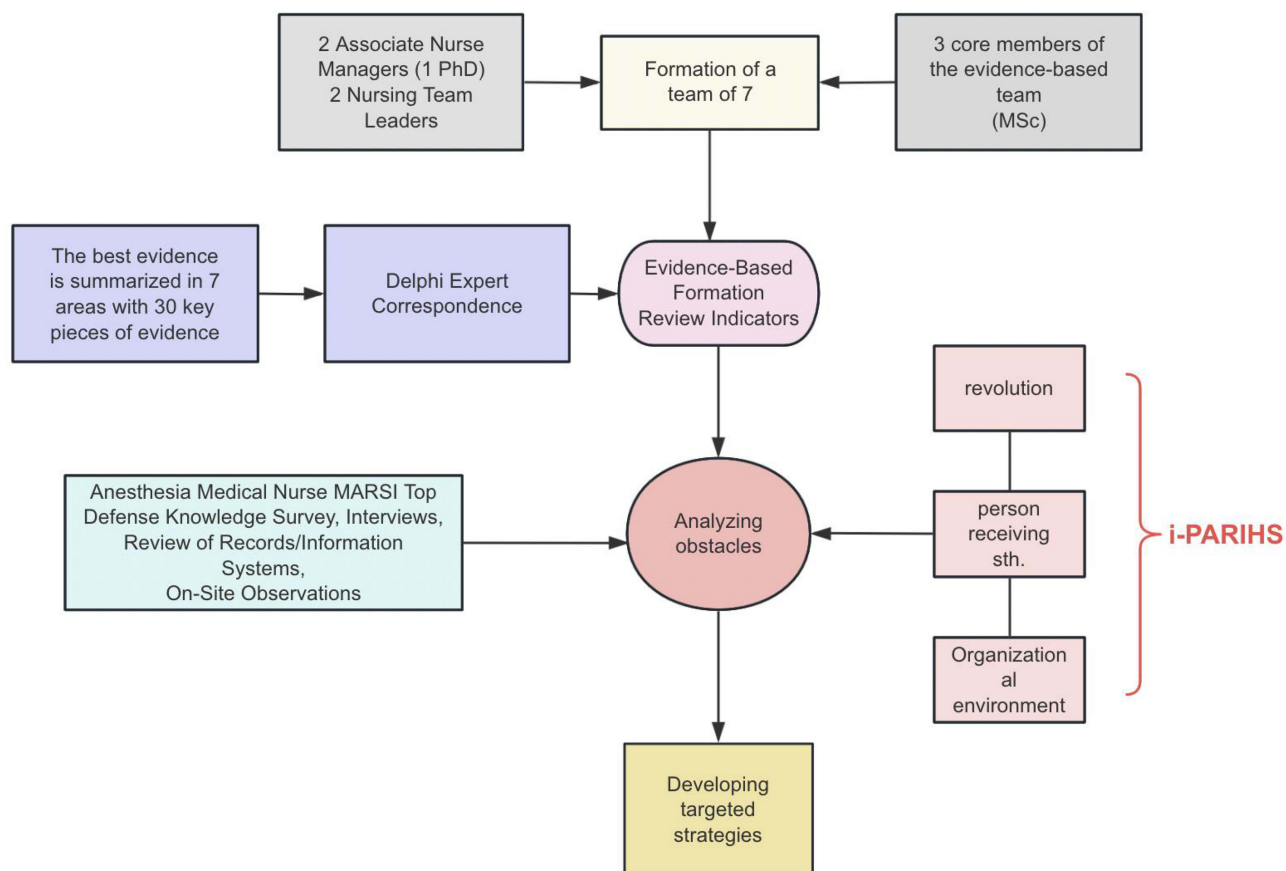 2 Associate Nurse
Managers (1 PhD)
2 Nursing Team
Leaders
Formation of a
team of 7
3 core members of
the evidence-based
team
(MSc)
The best evidence
is summarized in 7
areas with 30 key
pieces of evidence
Delphi Expert
Correspondence
Evidence-Based
Formation
Review Indicators
revolution
Anesthesia Medical Nurse MARSI Top
Defense Knowledge Survey, Interviews,
Review of Records/Information
Systems,
On-Site Observations
Analyzing
obstacles
person
receiving
sth.
i-PARIHS
Organization
al
environment
Developing
targeted
strategies